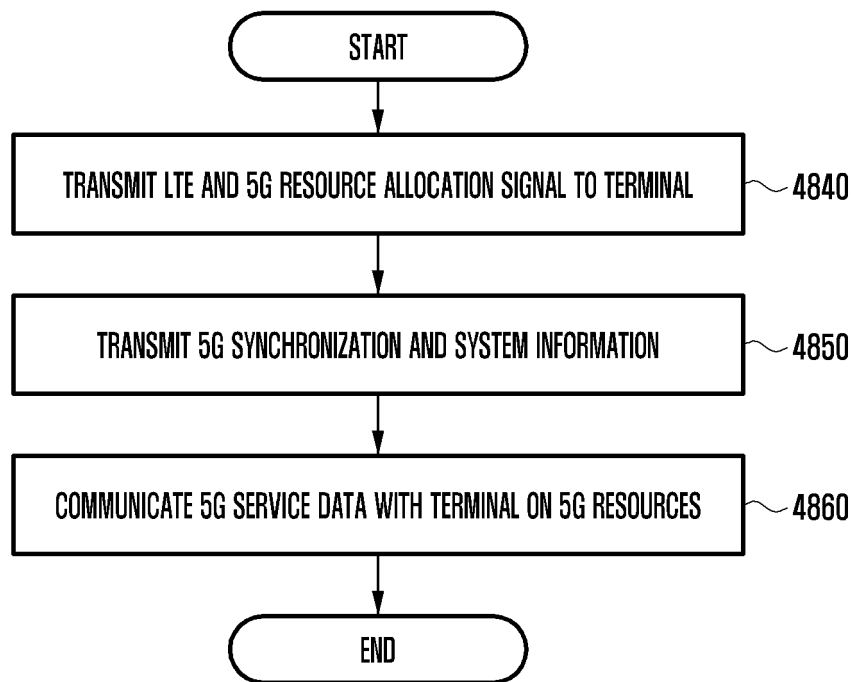 START
TRANSMIT LTE AND 5G RESOURCE ALLOCATION SIGNAL TO TERMINAL
4840
TRANSMIT 5G SYNCHRONIZATION AND SYSTEM INFORMATION
4850
COMMUNICATE 5G SERVICE DATA WITH TERMINAL ON 5G RESOURCES
4860
END